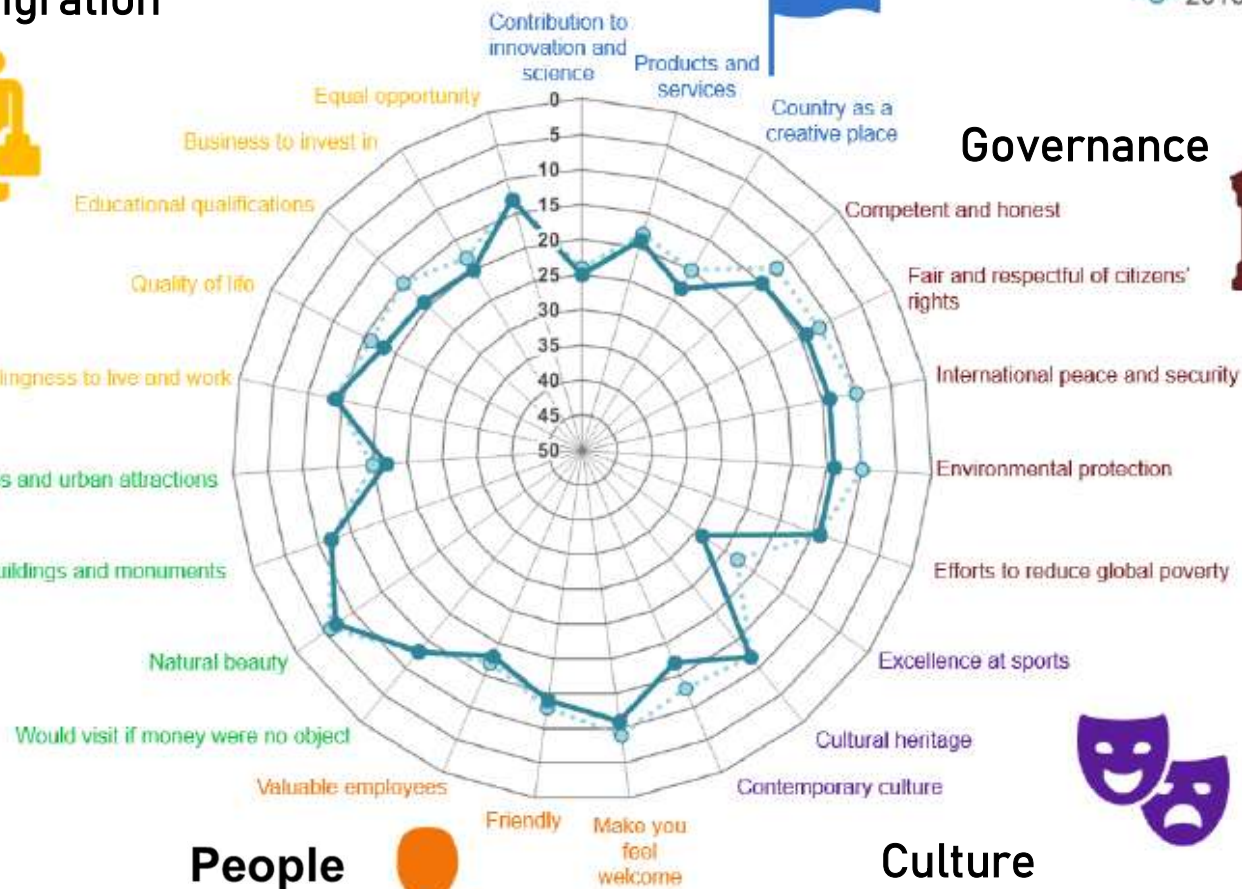 Contribution to
innovation and
science
Products and
services
Country as a
creative place
Governance
Competent and honest
Fair and respectful of citizens'
rights
International peace and security
Environmental protection
Efforts to reduce global poverty
Excellence at sports
Cultural heritage
Contemporary culture
Culture
Make you
feel
welcome
Friendly
Valuable employees
People
Would visit if money were no object
Natural beauty
and monuments
and urban attractions
to live and work
Quality of life
Educational qualifications
Business to invest in
Equal opportunity
0
5
10
15
20
25
30
35
40
45
50